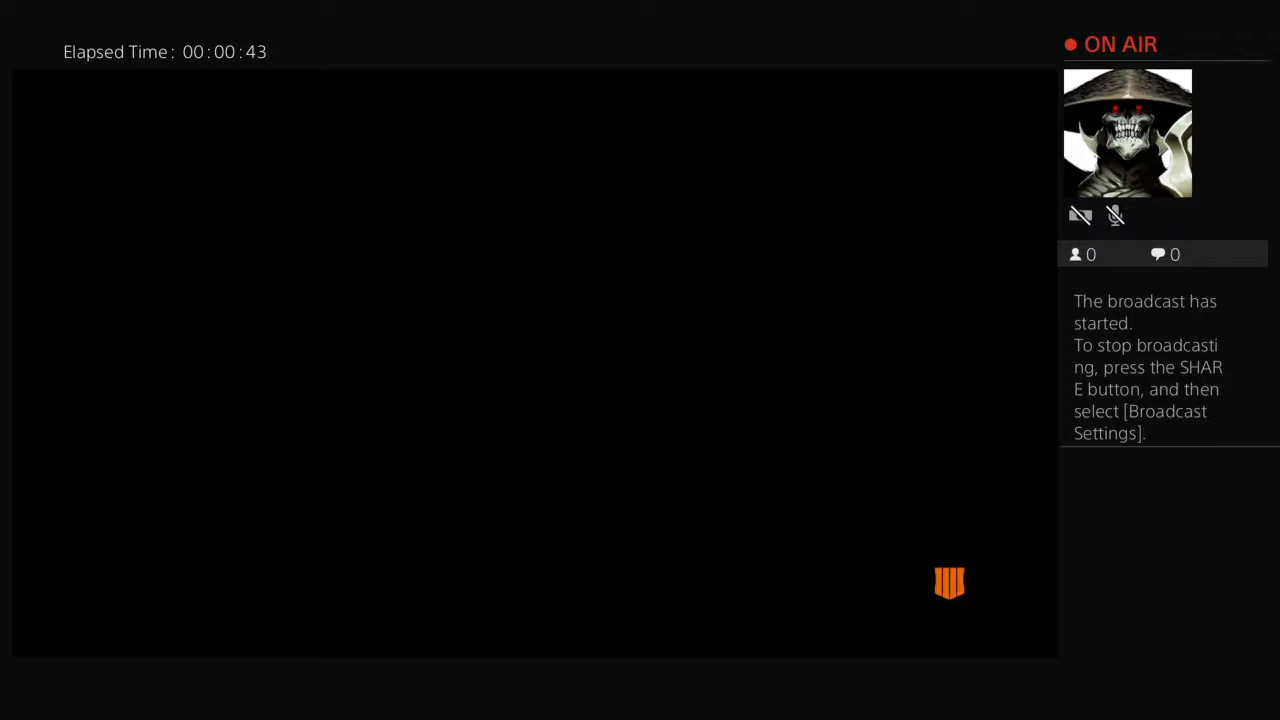 Elapsed Time: 00:00:43
ON AIR
0 0
The broadcast has
started.
To stop broadcasti
ng, press the SHAR
E button, and then
select [Broadcast
Settings].